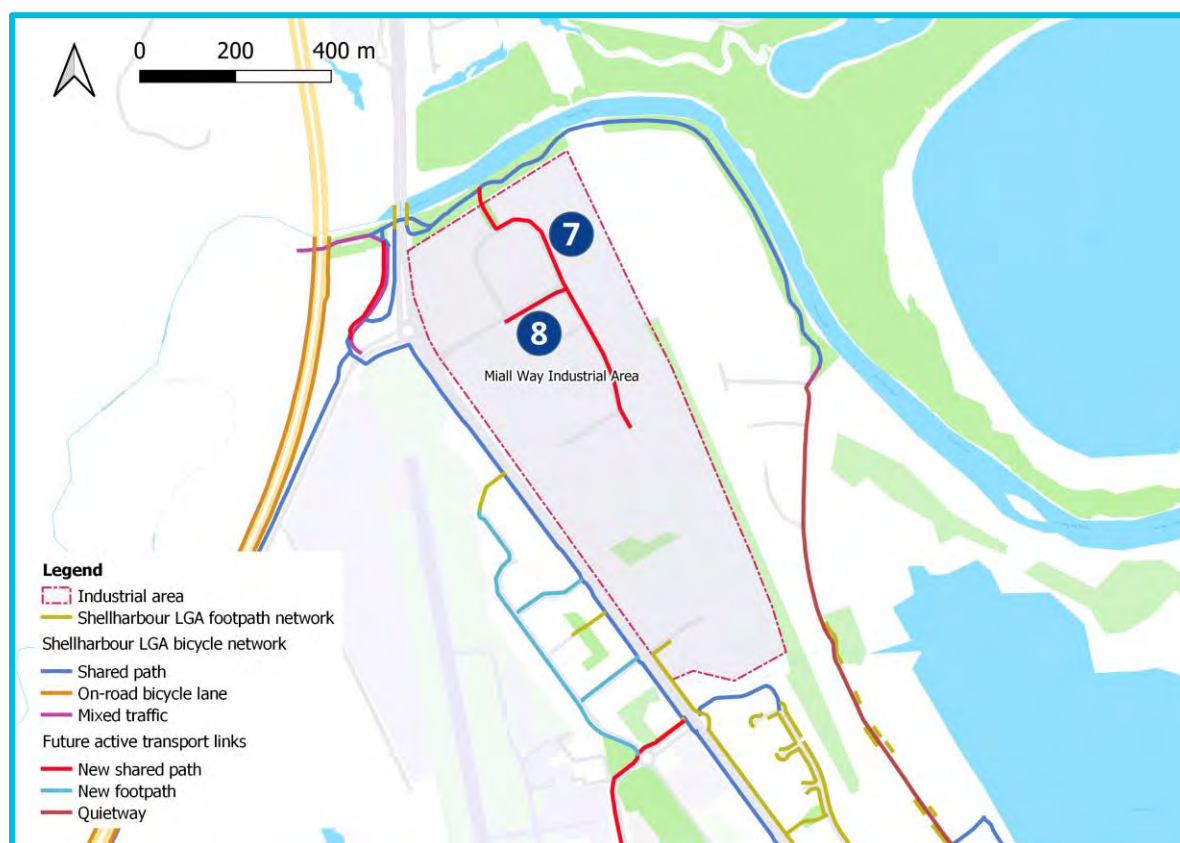 0 200 400 m
7
8
Miall Way Industrial Area
Legend
Industrial area
Shellharbour LGA footpath network
Shellharbour LGA bicycle network
Shared path
On-road bicycle lane
Mixed traffic
Future active transport links
New shared path
New footpath
Quietway